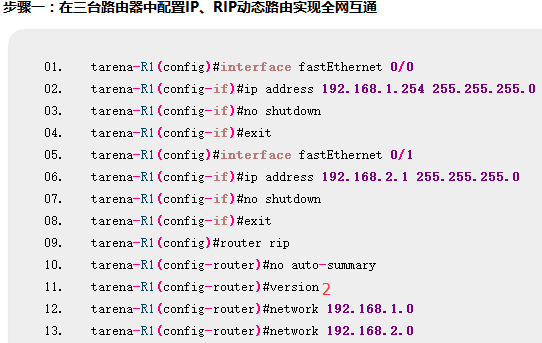 步骤一：在三台路由器中配置IP、RIP动态路由实现全网互通
01. tarena-R1(config)#interface fastEthernet 0/0
02. tarena-R1(config-if)#ip address 192.168.1.254 255.255.255.0
03. tarena-R1(config-if)#no shutdown
04. tarena-R1(config-if)#exit
05. tarena-R1(config)#interface fastEthernet 0/1
06. tarena-R1(config-if)#ip address 192.168.2.1 255.255.255.0
07. tarena-R1(config-if)#no shutdown
08. tarena-R1(config-if)#exit
09. tarena-R1(config)#router rip
10. tarena-R1(config-router)#no auto-summary
11. tarena-R1(config-router)#version 2
12. tarena-R1(config-router)#network 192.168.1.0
13. tarena-R1(config-router)#network 192.168.2.0